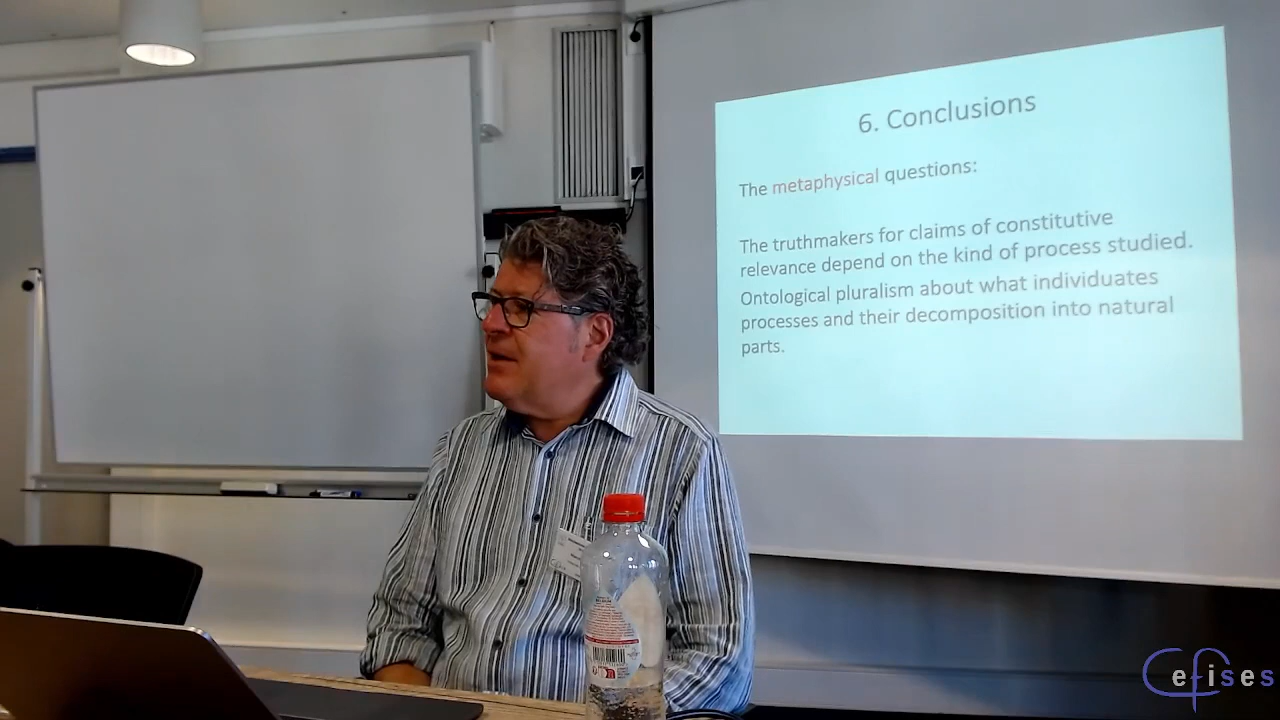 6. Conclusions
The metaphysical questions:
The truthmakers for claims of constitutive
relevance depend on the kind of process studied.
Ontological pluralism about what individuates
processes and their decomposition into natural
parts.
Cefises